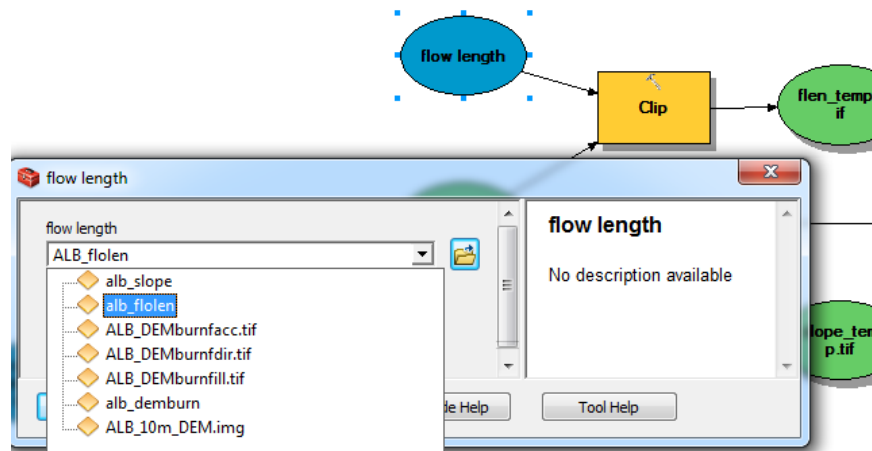 flow length
Clip
flen_temp
if
flow length
flow length
ALB_flolen
alb_slope
alb_flolen
ALB_DEMburnfacc.tif
ALB_DEMburnfdir.tif
ALB_DEMburnfill.tif
alb_demburn
ALB_10m_DEM.img
flow length
No description available
lope_ter
p.tif
de Help
Tool Help